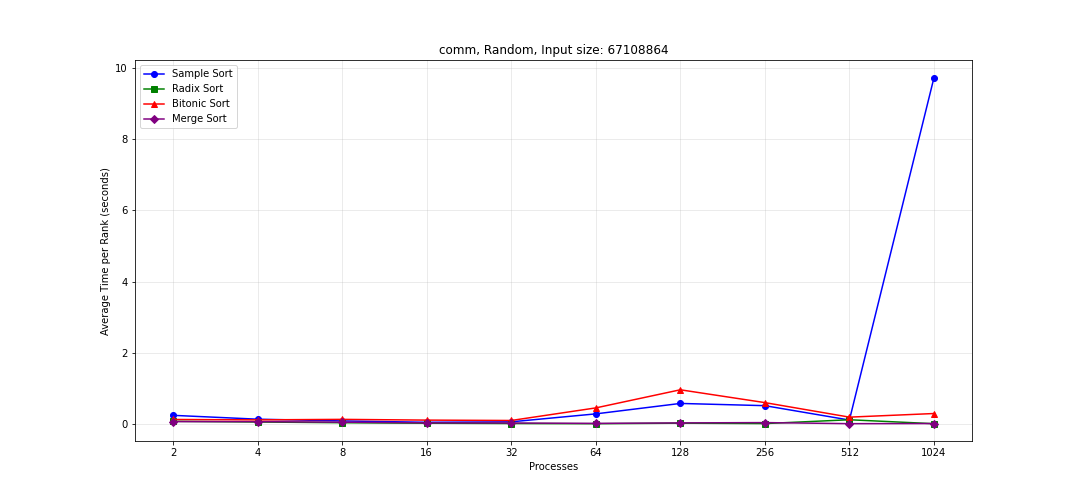 comm, Random, Input size: 67108864
Sample Sort
Radix Sort
Bitonic Sort
Merge Sort
Average Time per Rank (seconds)
10
8
6
4
2
0
2 4 8 16 32 64 128 256 512 1024
Processes